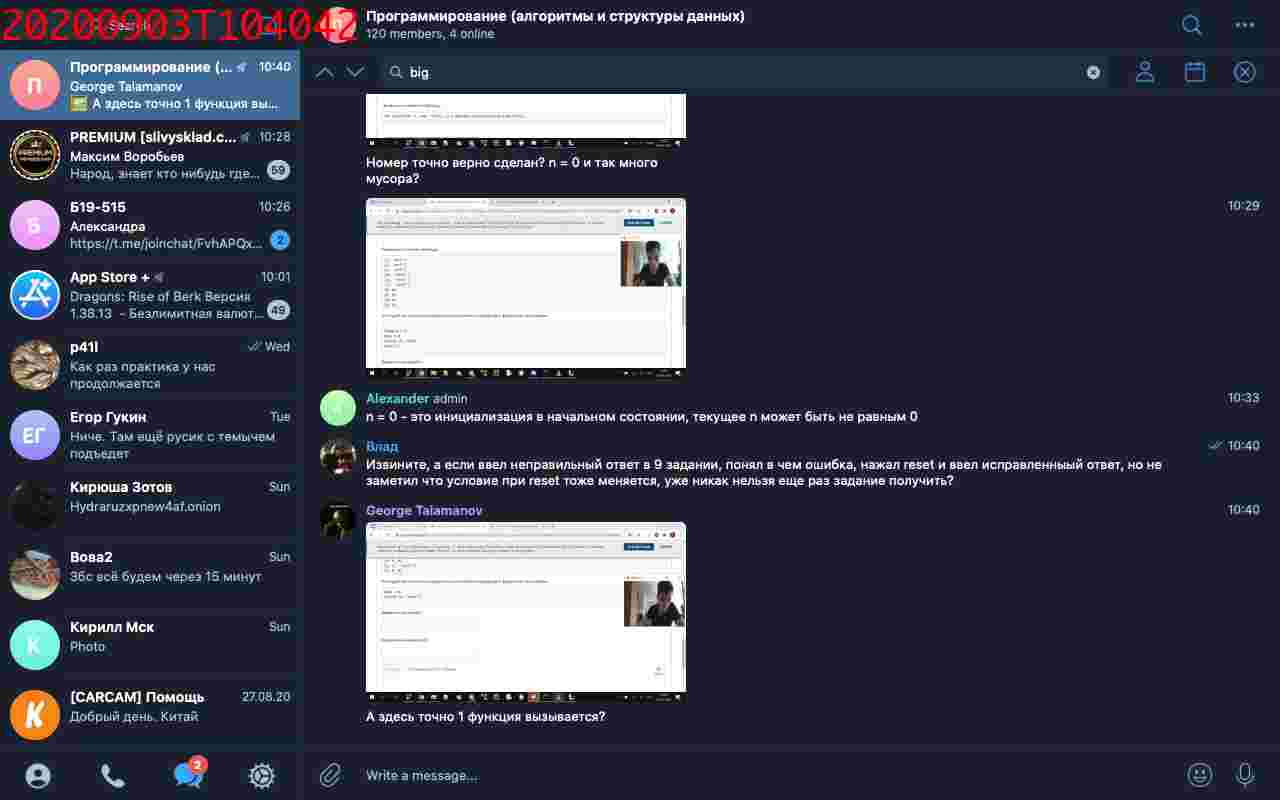 20200903T104042
Программирование (...
10:40
George Talamanov
А здесь точно 1 функция вы...
PREMIUM [slivysklad.c...
10:28
Максим Воробьев
Народ, знает кто нибудь где...
59
Б19-515
10:26
Александра
https://t.me/joinchat/FvhAPQx...
2
App Store +
10:01
Dragons: Rise of Berk Версия
1.38.13 - Безлимитная валют...
49
p41l
Wed
Как раз практика у нас
продолжается
Егор Гукин
Tue
Ниче. Там ещё русик с темычем
подъедет
Кирюша Зотов
Sun
Hydraruzxpnew4af.onion
Вова2
Sun
Збс всё будем через 15 минут
Кирилл Мск
Sun
Photo
[CARCAM] Помощь
27.08.20
Добрый день. Китай
2
Программирование (алгоритмы и структуры данных)
120 members, 4 online
big
Номер точно верно сделан? n = 0 и так много
мусора?
10:29
Alexander admin
10:33
n = 0 - это инициализация в начальном состоянии, текущее n может быть не равным 0
Влад
10:40
Извините, а если ввел неправильный ответ в 9 задании, понял в чем ошибка, нажал reset и ввел исправленныый ответ, но не
заметил что условие при reset тоже меняется, уже никак нельзя еще раз задание получить?
George Talamanov
10:40
А здесь точно 1 функция вызывается?
Write a message...